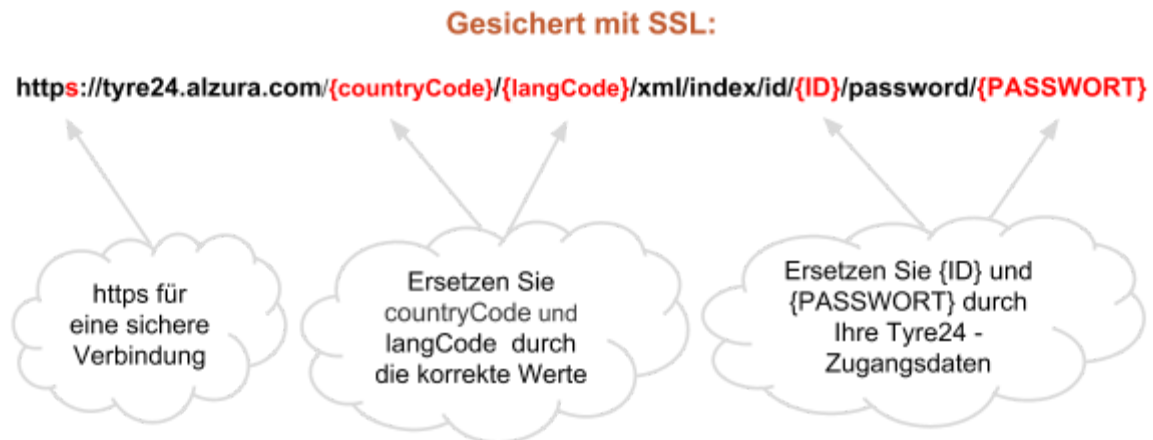 Gesichert mit SSL:
https://tyre24.alzura.com/{countryCode}/{langCode}/xml/index/id/{ID}/password/{PASSWORT}
https für
eine sichere
Verbindung
Ersetzen Sie
countryCode und
langCode durch
die korrekte Werte
Ersetzen Sie {ID} und
{PASSWORT} durch
Ihre Tyre24 -
Zugangsdaten